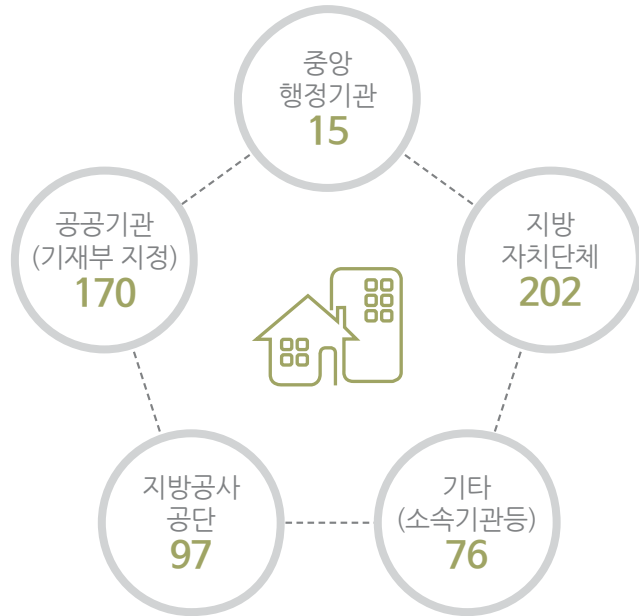 중앙
행정기관
15
공공기관
(기재부 지정)
170
지방
자치단체
202
지방공사
공단
97
기타
(소속기관등)
76